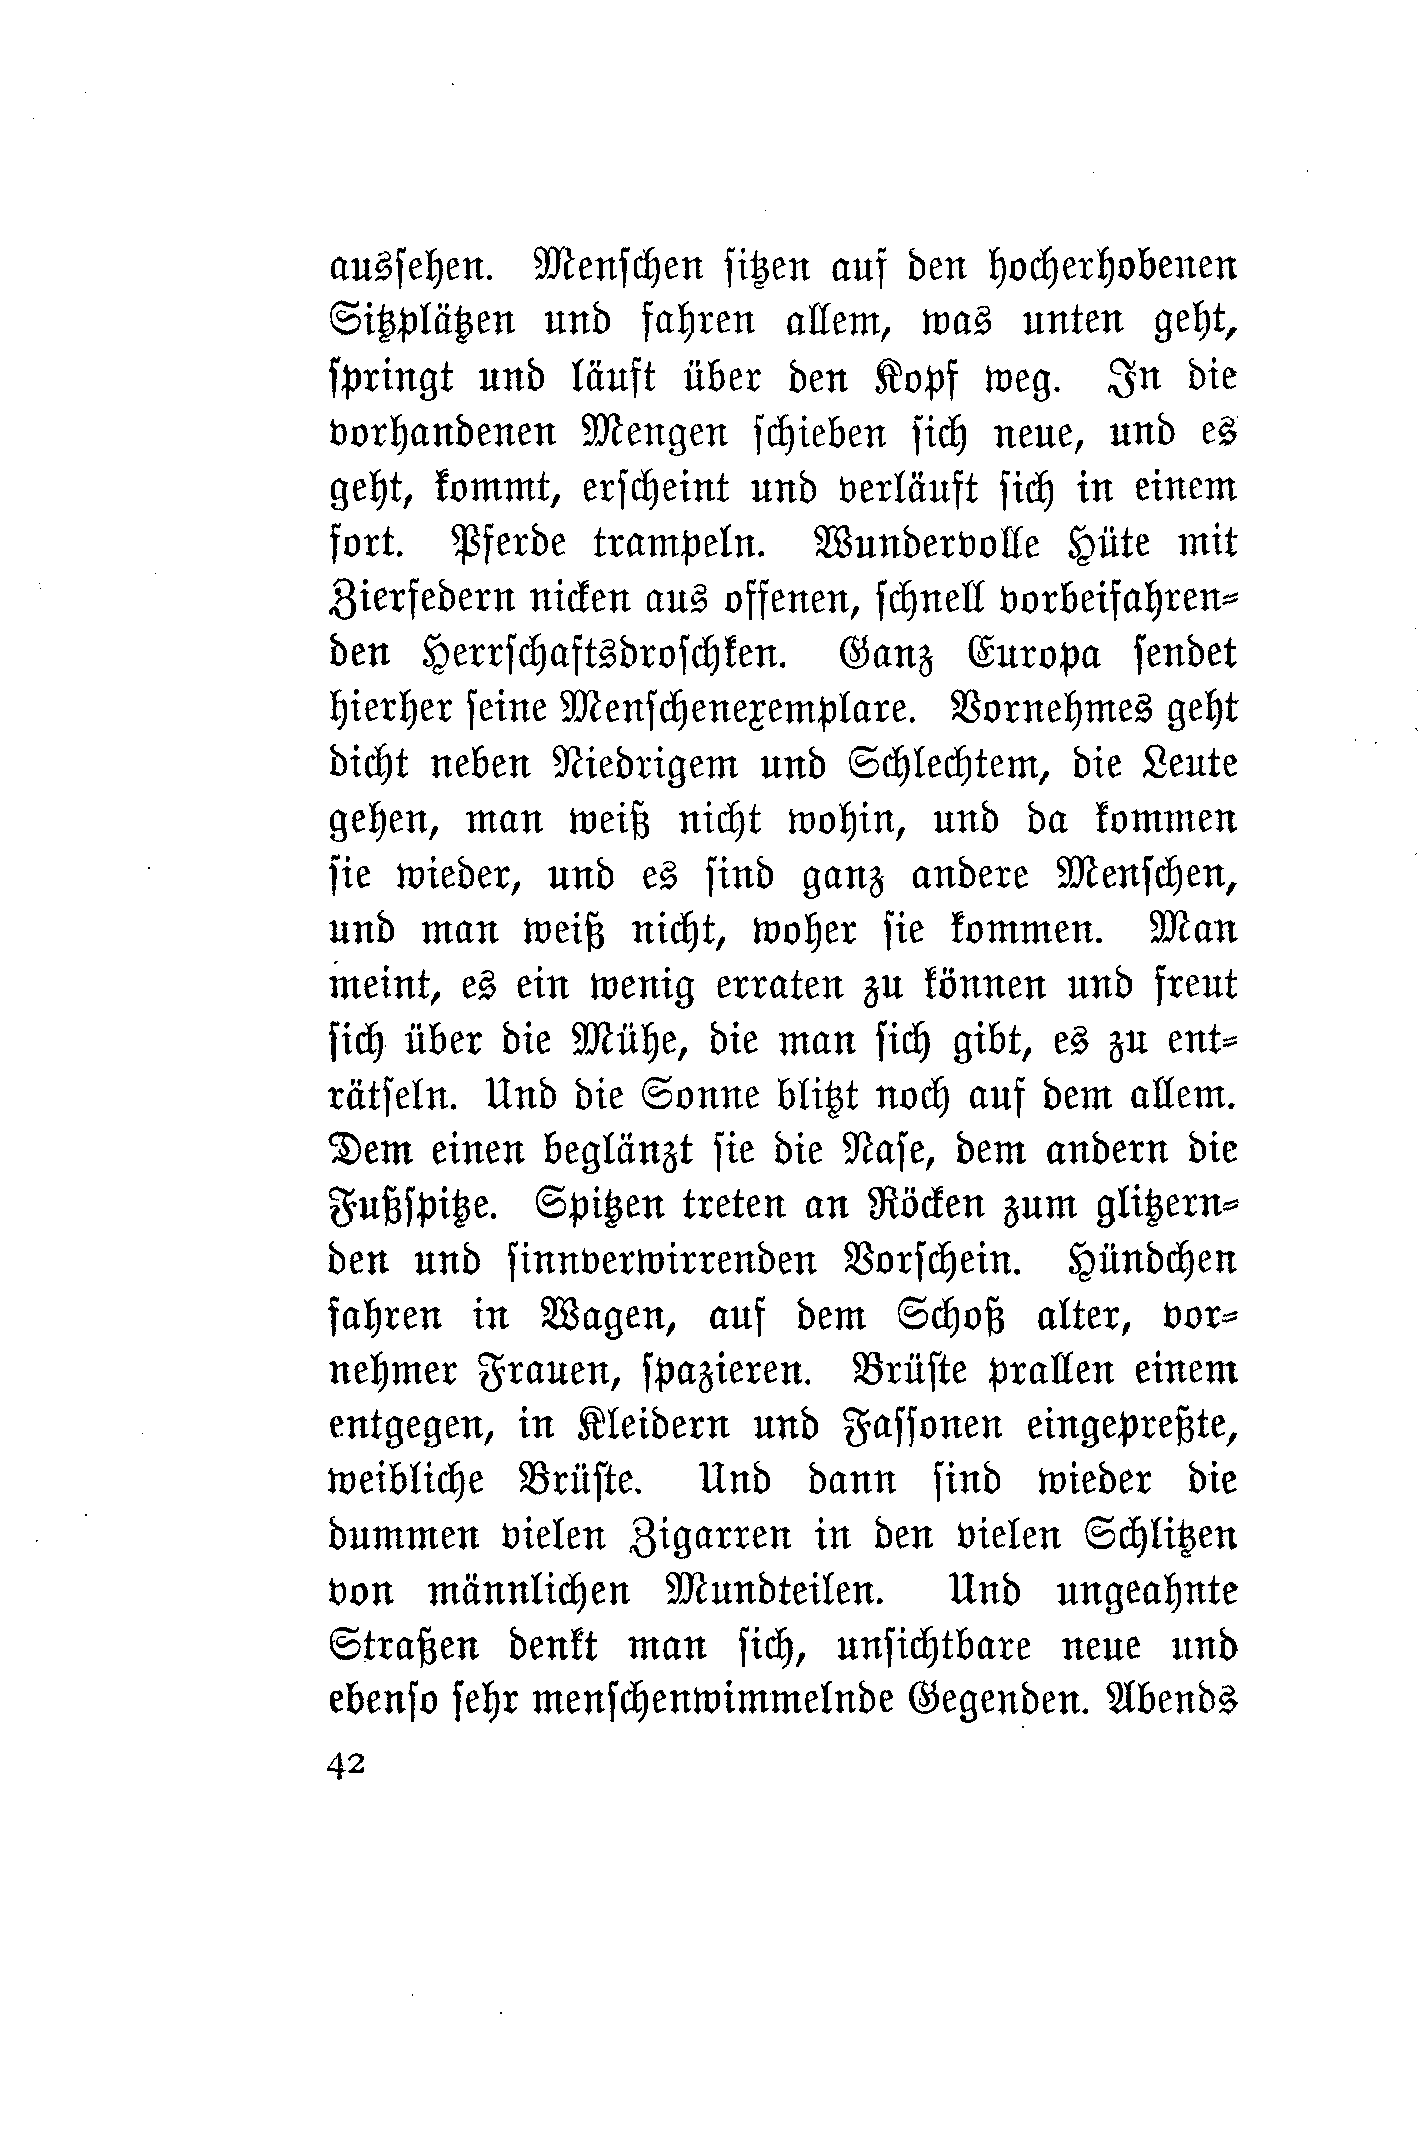 aussehen. Menschen sitzen auf den hocherhobenen
Sitzplätzen und fahren allem, was unten geht,
springt und läuft über den Kopf weg. In die
vorhandenen Mengen schieben sich neue, und es
geht, kommt, erscheint und verläuft sich in einem
fort. Pferde trampeln. Wundervolle Hüte mit
Zierfedern nicken aus offenen, schnell vorbeifahren-
den Herrschaftsdroschken. Ganz Europa sendet
hierher seine Menschenexemplare. Vornehmes geht
dicht neben Niedrigem und Schlechtem, die Leute
gehen, man weiß nicht wohin, und da kommen
sie wieder, und es sind ganz andere Menschen,
und man weiß nicht, woher sie kommen. Man
meint, es ein wenig erraten zu können und freut
sich über die Mühe, die man sich gibt, es zu ent-
rätseln. Und die Sonne blitzt noch auf dem allem.
Dem einen beglänzt sie die Nase, dem andern die
Fußspitze. Spitzen treten an Röcken zum glitzern-
den und sinnverwirrenden Vorschein. Hündchen
fahren in Wagen, auf dem Schoß alter, vor-
nehmer Frauen, spazieren. Brüste prallen einem
entgegen, in Kleidern und Fassonen eingepreßte,
weibliche Brüste. Und dann sind wieder die
dummen vielen Zigarren in den vielen Schlitzen
von männlichen Mundteilen. Und ungeahnte
Straßen denkt man sich, unsichtbare neue und
ebenso sehr menschenwimmelnde Gegenden. Abends
42